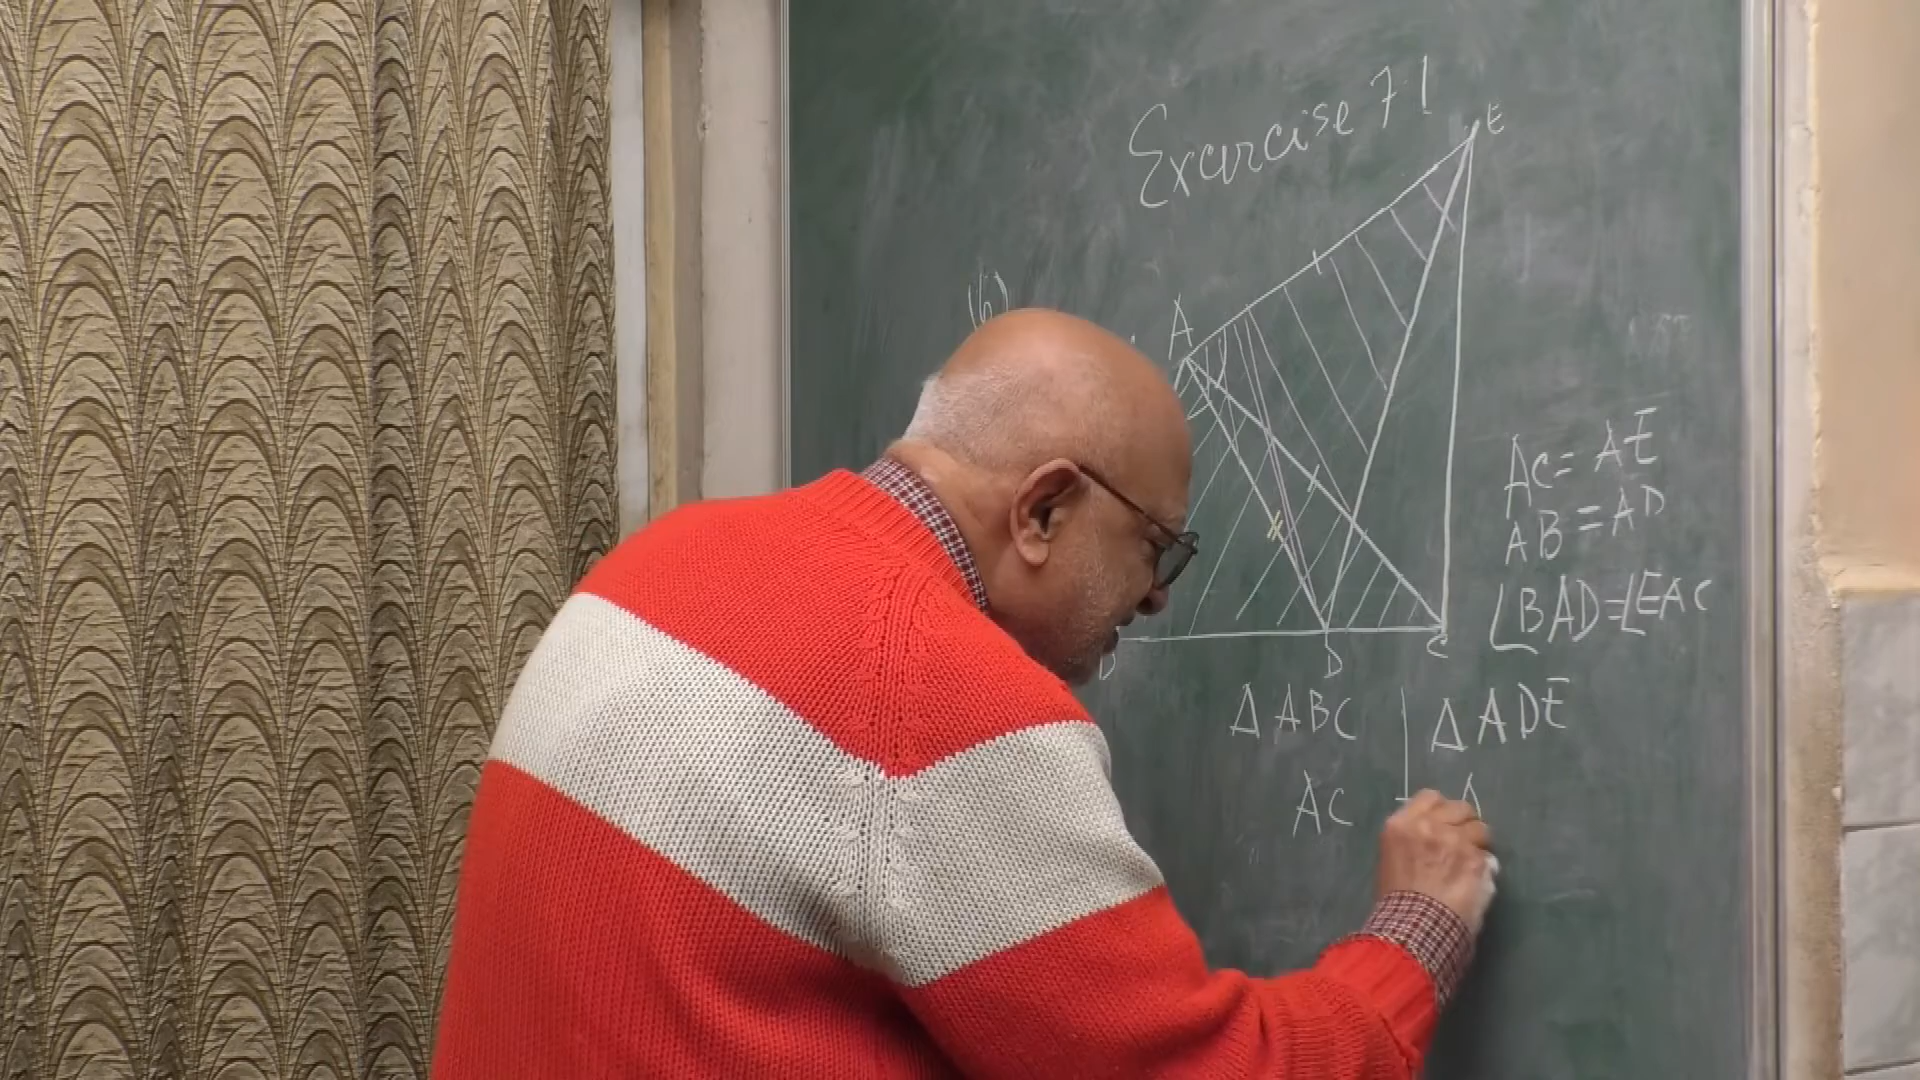 Exercise 7.1
E
(6)
A
D C
AC = AE
AB = AD
∠BAD = ∠EAC
Δ ABC | Δ ADE
AC A